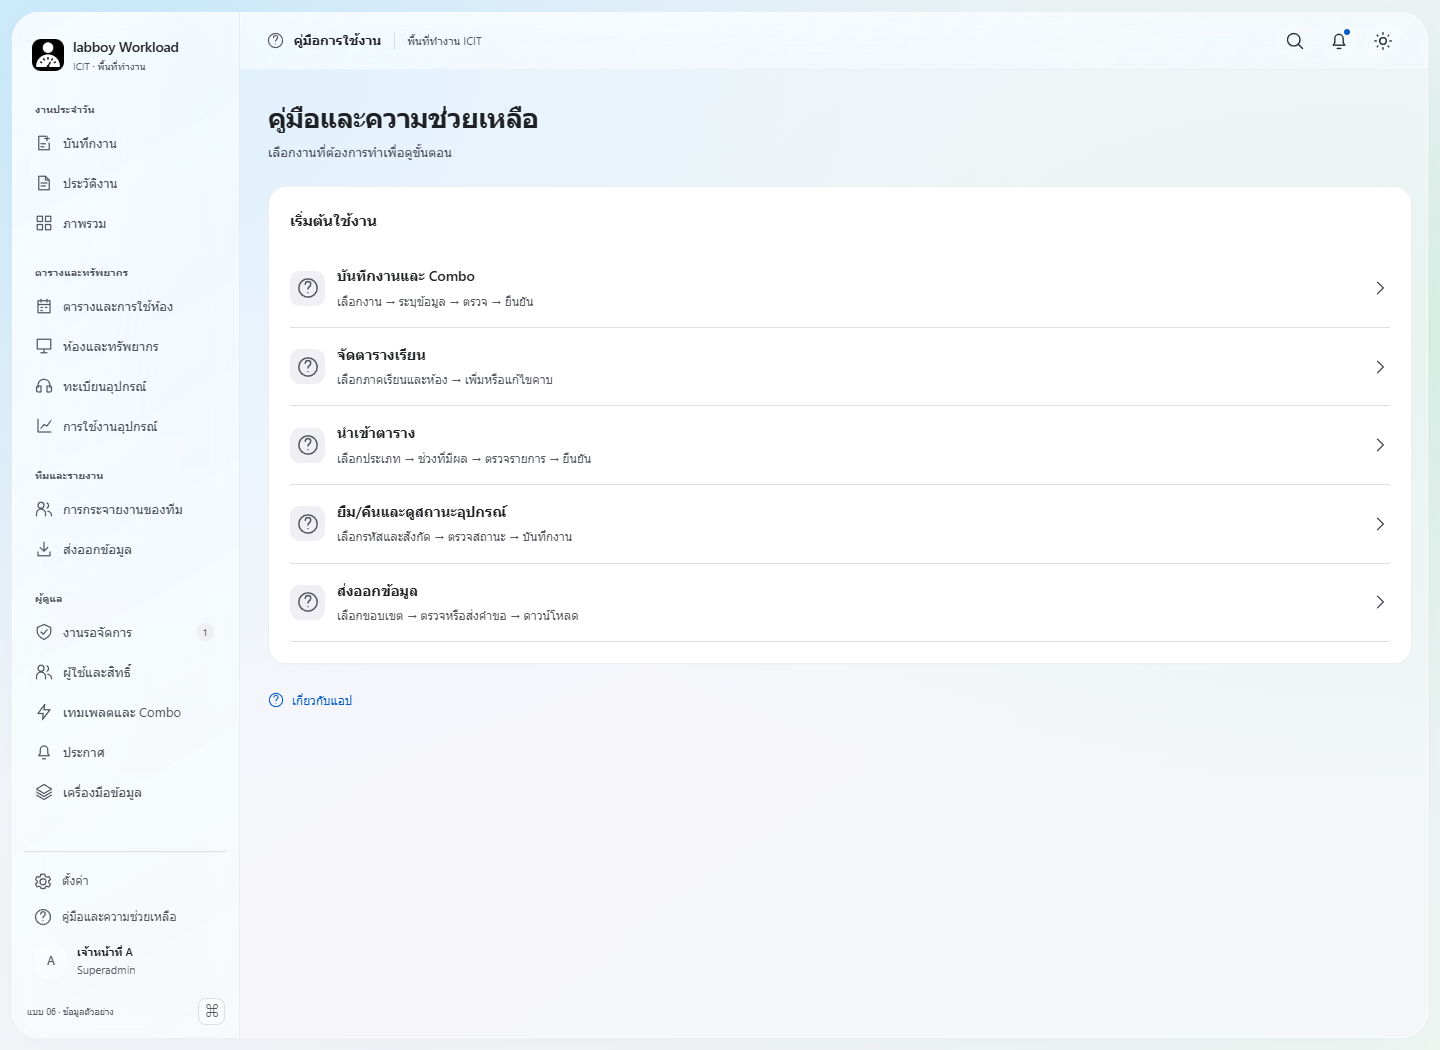 labboy Workload
ICIT · พื้นที่ทำงาน
งานประจำวัน
บันทึกงาน
ประวัติงาน
ภาพรวม
ตารางและทรัพยากร
ตารางและการใช้ห้อง
ห้องและทรัพยากร
ทะเบียนอุปกรณ์
การใช้งานอุปกรณ์
ทีมและรายงาน
การกระจายงานของทีม
ส่งออกข้อมูล
ผู้ดูแล
งานรอจัดการ 1
ผู้ใช้และสิทธิ์
เทมเพลตและ Combo
ประกาศ
เครื่องมือข้อมูล
ตั้งค่า
คู่มือและความช่วยเหลือ
A
เจ้าหน้าที่ A
Superadmin
แบบ 06 · ข้อมูลตัวอย่าง ⌘
คู่มือการใช้งาน พื้นที่ทำงาน ICIT
คู่มือและความช่วยเหลือ
เลือกงานที่ต้องการทำเพื่อดูขั้นตอน
เริ่มต้นใช้งาน
บันทึกงานและ Combo
เลือกงาน → ระบุข้อมูล → ตรวจ → ยืนยัน
จัดตารางเรียน
เลือกภาคเรียนและห้อง → เพิ่มหรือแก้ไขคาบ
นำเข้าตาราง
เลือกประเภท → ช่วงที่มีผล → ตรวจรายการ → ยืนยัน
ยืม/คืนและดูสถานะอุปกรณ์
เลือกรหัสและสังกัด → ตรวจสถานะ → บันทึกงาน
ส่งออกข้อมูล
เลือกขอบเขต → ตรวจหรือส่งคำขอ → ดาวน์โหลด
เกี่ยวกับแอป